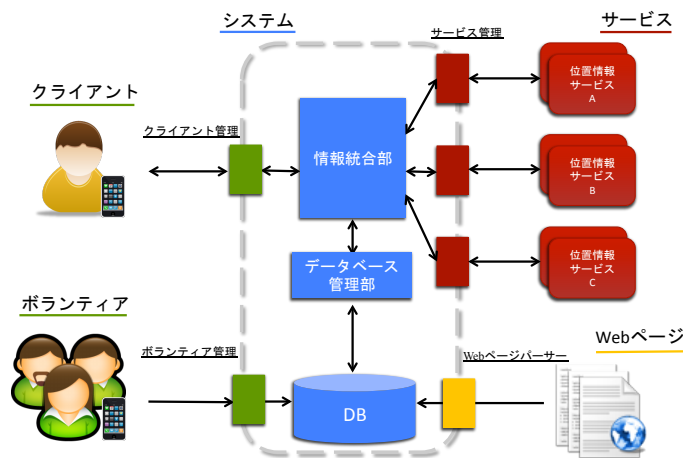 システム
サービス
サービス管理
クライアント
クライアント管理
情報統合部
位置情報
サービス
A
位置情報
サービス
B
位置情報
サービス
C
データベース
管理部
ボランティア
ボランティア管理
Webページパーサー
Webページ
DB